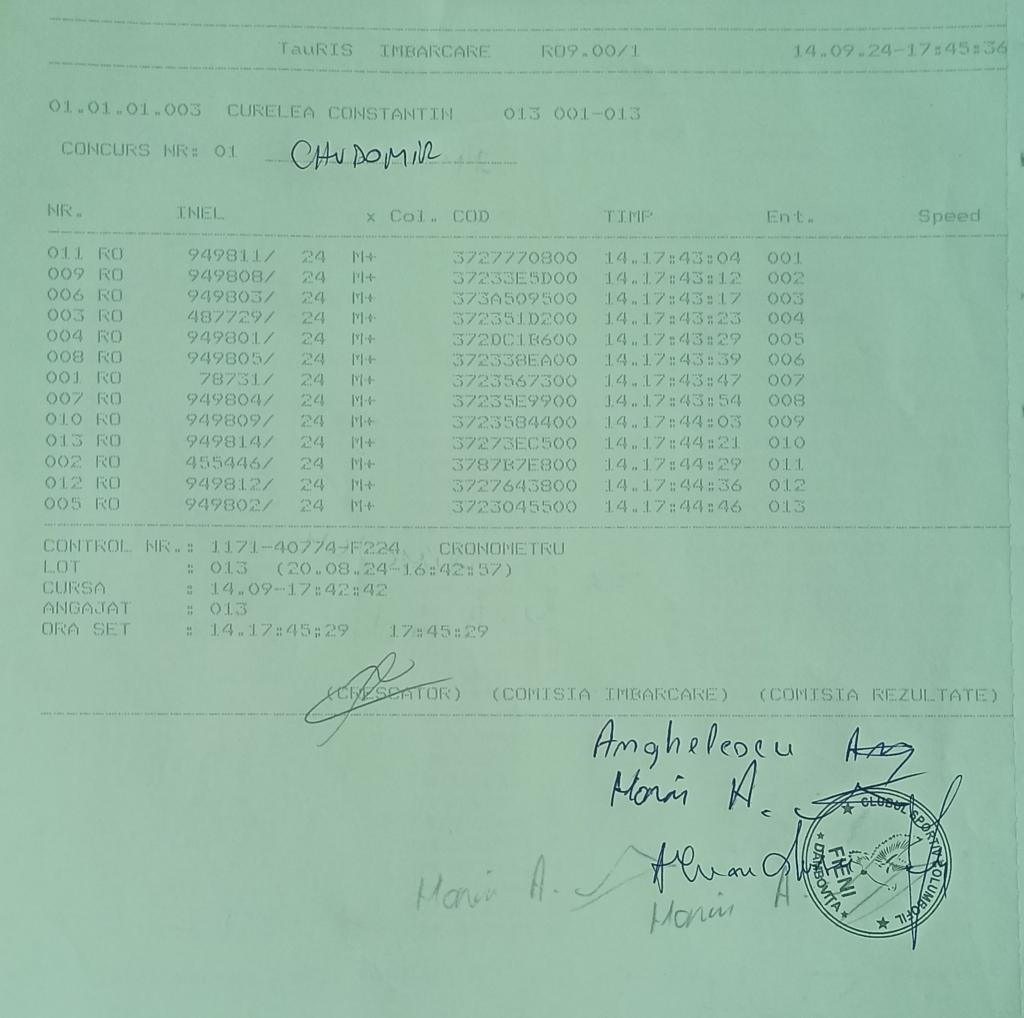 TauRIS IMBARCARE R09.00/1 14.09.24-17:45:36
01.01.01.003 CURELEA CONSTANTIN 013 001-013
CONCURS NR: 01 CHUDOMIR
NR. INEL x Col. COD TIMP Ent. Speed
011 RO 949811/ 24 M+ 3727770800 14.17:43:04 001
009 RO 949808/ 24 M+ 37233E5D00 14.17:43:12 002
006 RO 949803/ 24 M+ 373A509500 14.17:43:17 003
003 RO 487729/ 24 M+ 372351D200 14.17:43:23 004
004 RO 949801/ 24 M+ 372DC1B600 14.17:43:29 005
008 RO 949805/ 24 M+ 372338EA00 14.17:43:39 006
001 RO 78731/ 24 M+ 3723567300 14.17:43:47 007
007 RO 949804/ 24 M+ 37235E9900 14.17:43:54 008
010 RO 949809/ 24 M+ 3723584400 14.17:44:03 009
013 RO 949814/ 24 M+ 37273EC500 14.17:44:21 010
002 RO 455446/ 24 M+ 3787B7E800 14.17:44:29 011
012 RO 949812/ 24 M+ 3727643800 14.17:44:36 012
005 RO 949802/ 24 M+ 3723045500 14.17:44:46 013
CONTROL NR.: 1171-40774-F224 CRONOMETRU
LOT : 013 (20.08.24-16:42:57)
CURSA : 14.09-17:42:42
ANGAJAT : 013
ORA SET : 14.17:45:29 17:45:29
(CRESCATOR) (COMISIA IMBARCARE) (COMISIA REZULTATE)
Anghelescu Ang
Marin A.
CLUBUL SPORTIV COLUMBOFIL
FIENI
DAMBOVITA
Marin A.
Marin A